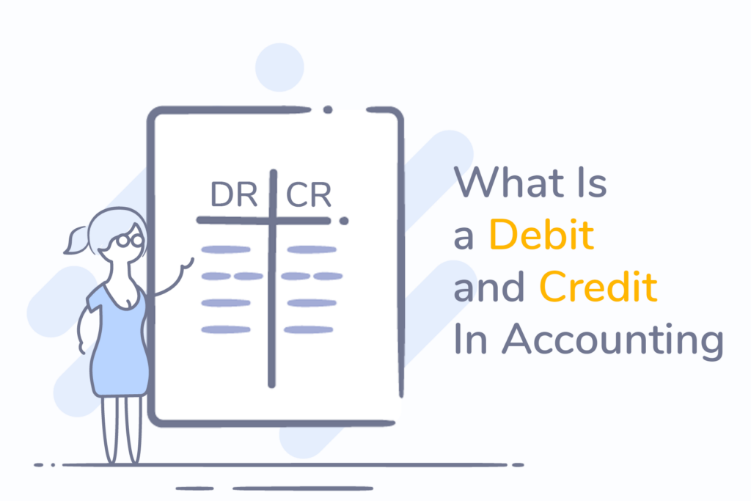 DR CR
What Is
a Debit
and Credit
In Accounting